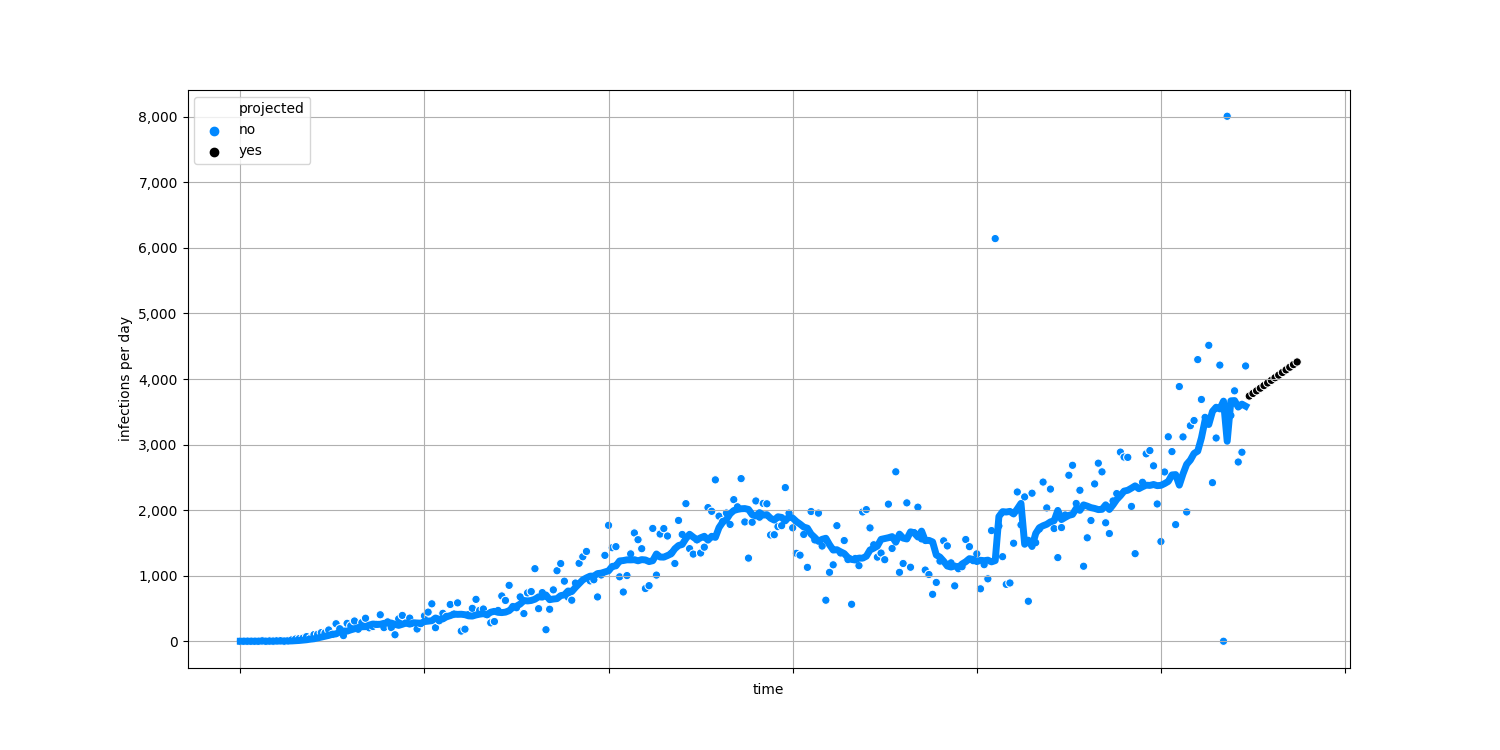 projected
no
yes
8,000
7,000
6,000
5,000
4,000
3,000
2,000
1,000
0
infections per day
time